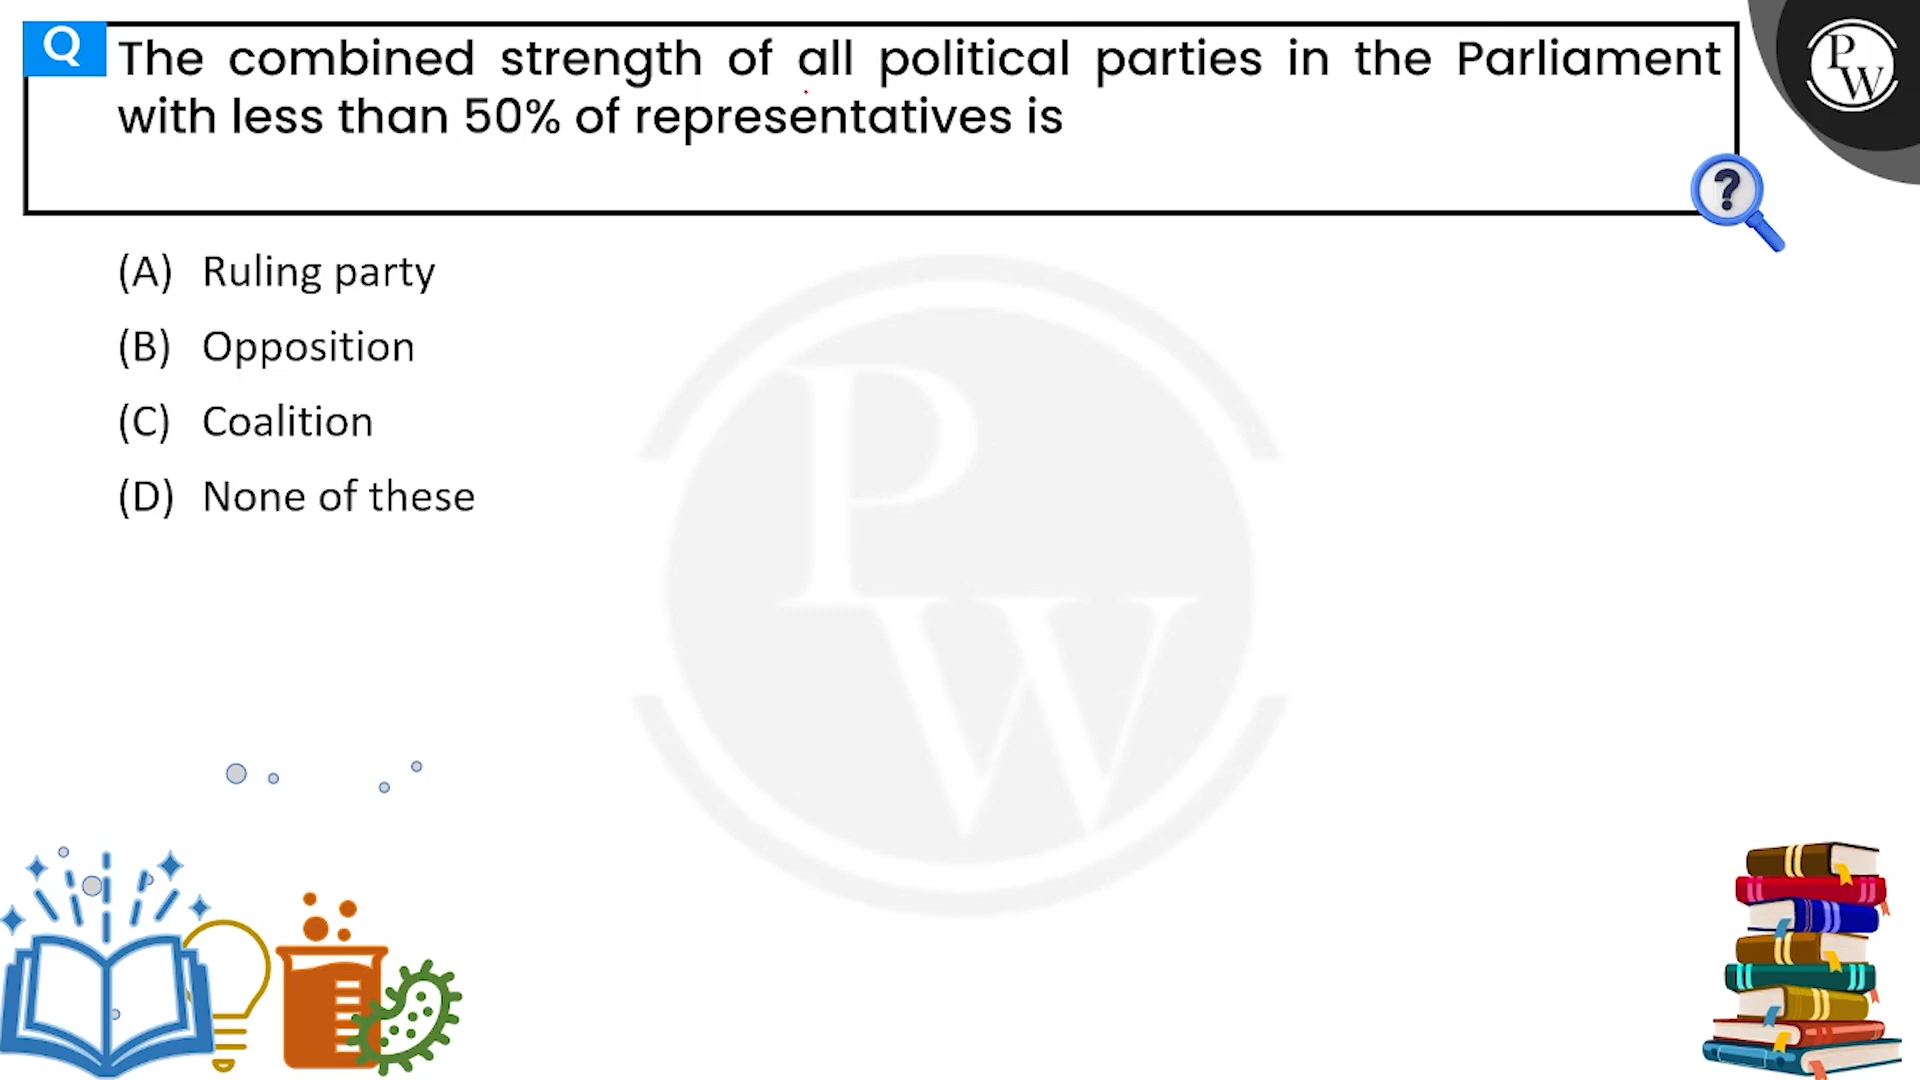 Q
The combined strength of all political parties in the Parliament
with less than 50% of representatives is
?
(A) Ruling party
(B) Opposition
(C) Coalition
(D) None of these
P
W
P
W